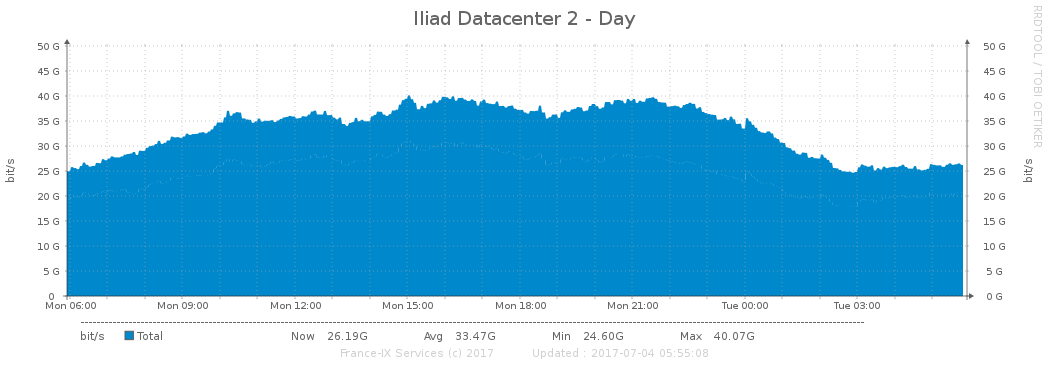 Iliad Datacenter 2 - Day
RRDTOOL / TOBI OETIKER
50 G 50 G
45 G 45 G
40 G 40 G
35 G 35 G
30 G 30 G
25 G 25 G
20 G 20 G
15 G 15 G
10 G 10 G
5 G 5 G
0 0 G
bit/s bit/s
Mon 06:00 Mon 09:00 Mon 12:00 Mon 15:00 Mon 18:00 Mon 21:00 Tue 00:00 Tue 03:00
bit/s Total Now 26.19G Avg 33.47G Min 24.60G Max 40.07G
France-IX Services (c) 2017 Updated : 2017-07-04 05:55:08